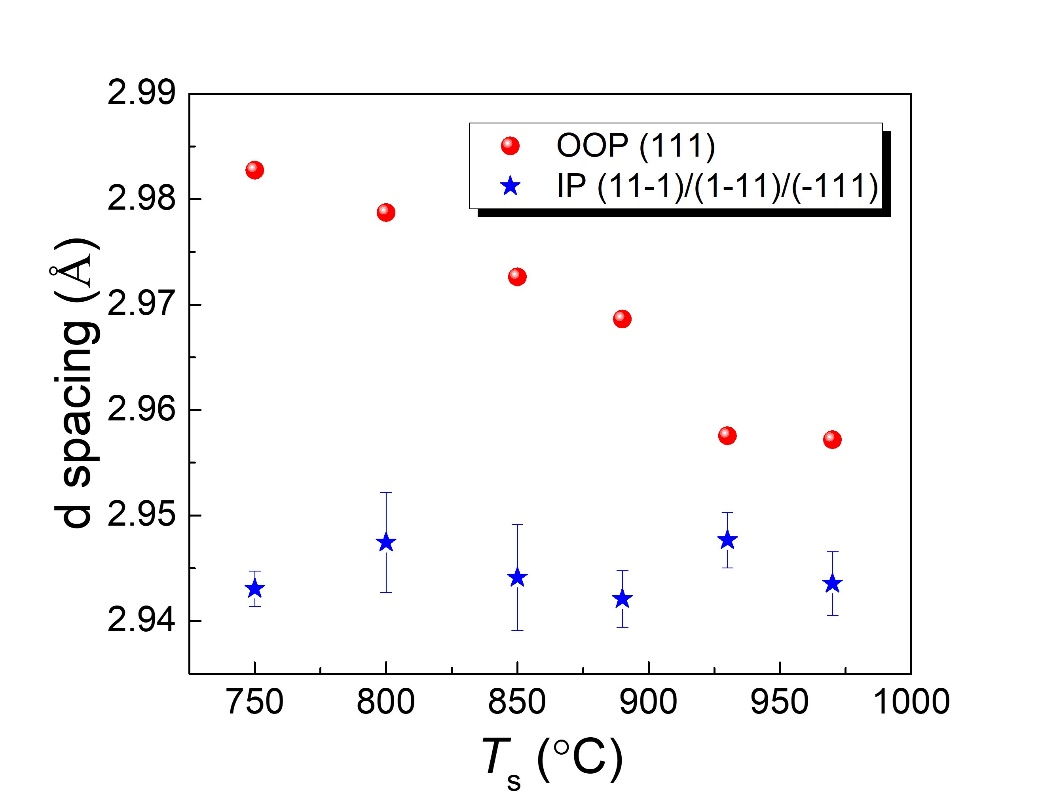 2.99
2.98
2.97
2.96
2.95
2.94
d spacing (Å)
OOP (111)
IP (11-1)/(1-11)/(-111)
750 800 850 900 950 1000
Ts (°C)